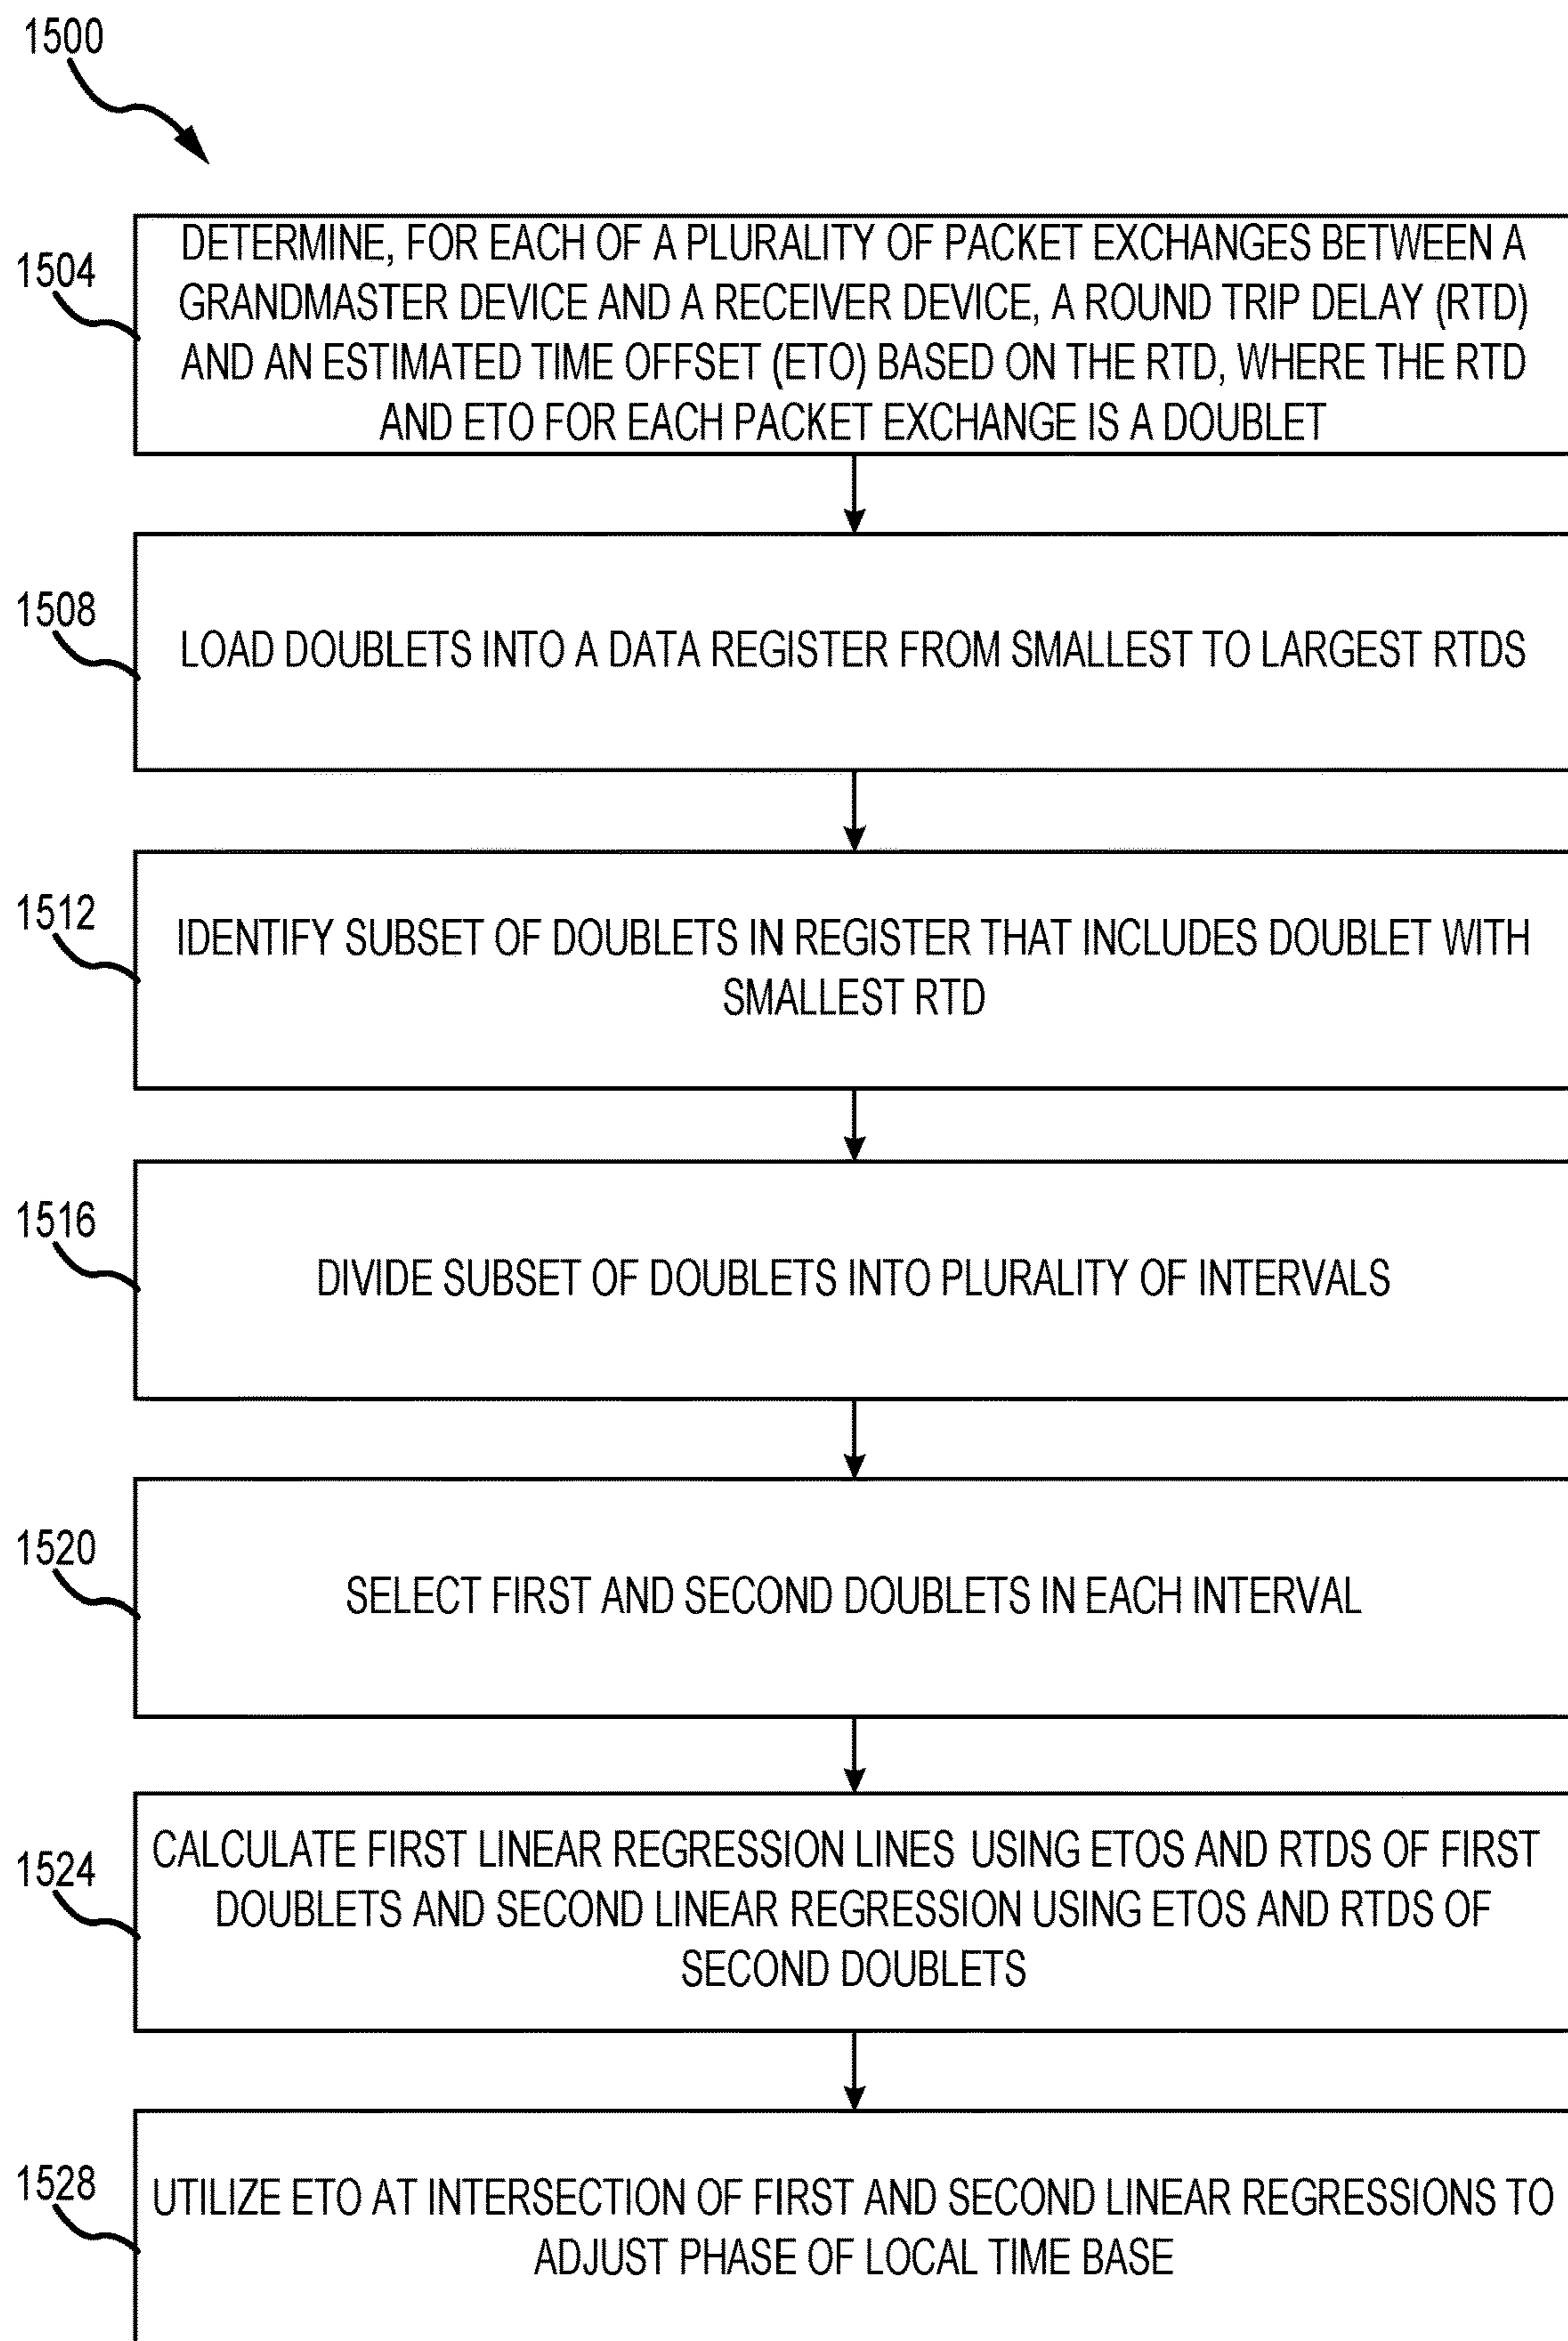 1500
1504
DETERMINE, FOR EACH OF A PLURALITY OF PACKET EXCHANGES BETWEEN A
GRANDMASTER DEVICE AND A RECEIVER DEVICE, A ROUND TRIP DELAY (RTD)
AND AN ESTIMATED TIME OFFSET (ETO) BASED ON THE RTD, WHERE THE RTD
AND ETO FOR EACH PACKET EXCHANGE IS A DOUBLET
1508
LOAD DOUBLETS INTO A DATA REGISTER FROM SMALLEST TO LARGEST RTDS
1512
IDENTIFY SUBSET OF DOUBLETS IN REGISTER THAT INCLUDES DOUBLET WITH
SMALLEST RTD
1516
DIVIDE SUBSET OF DOUBLETS INTO PLURALITY OF INTERVALS
1520
SELECT FIRST AND SECOND DOUBLETS IN EACH INTERVAL
1524
CALCULATE FIRST LINEAR REGRESSION LINES USING ETOS AND RTDS OF FIRST
DOUBLETS AND SECOND LINEAR REGRESSION USING ETOS AND RTDS OF
SECOND DOUBLETS
1528
UTILIZE ETO AT INTERSECTION OF FIRST AND SECOND LINEAR REGRESSIONS TO
ADJUST PHASE OF LOCAL TIME BASE